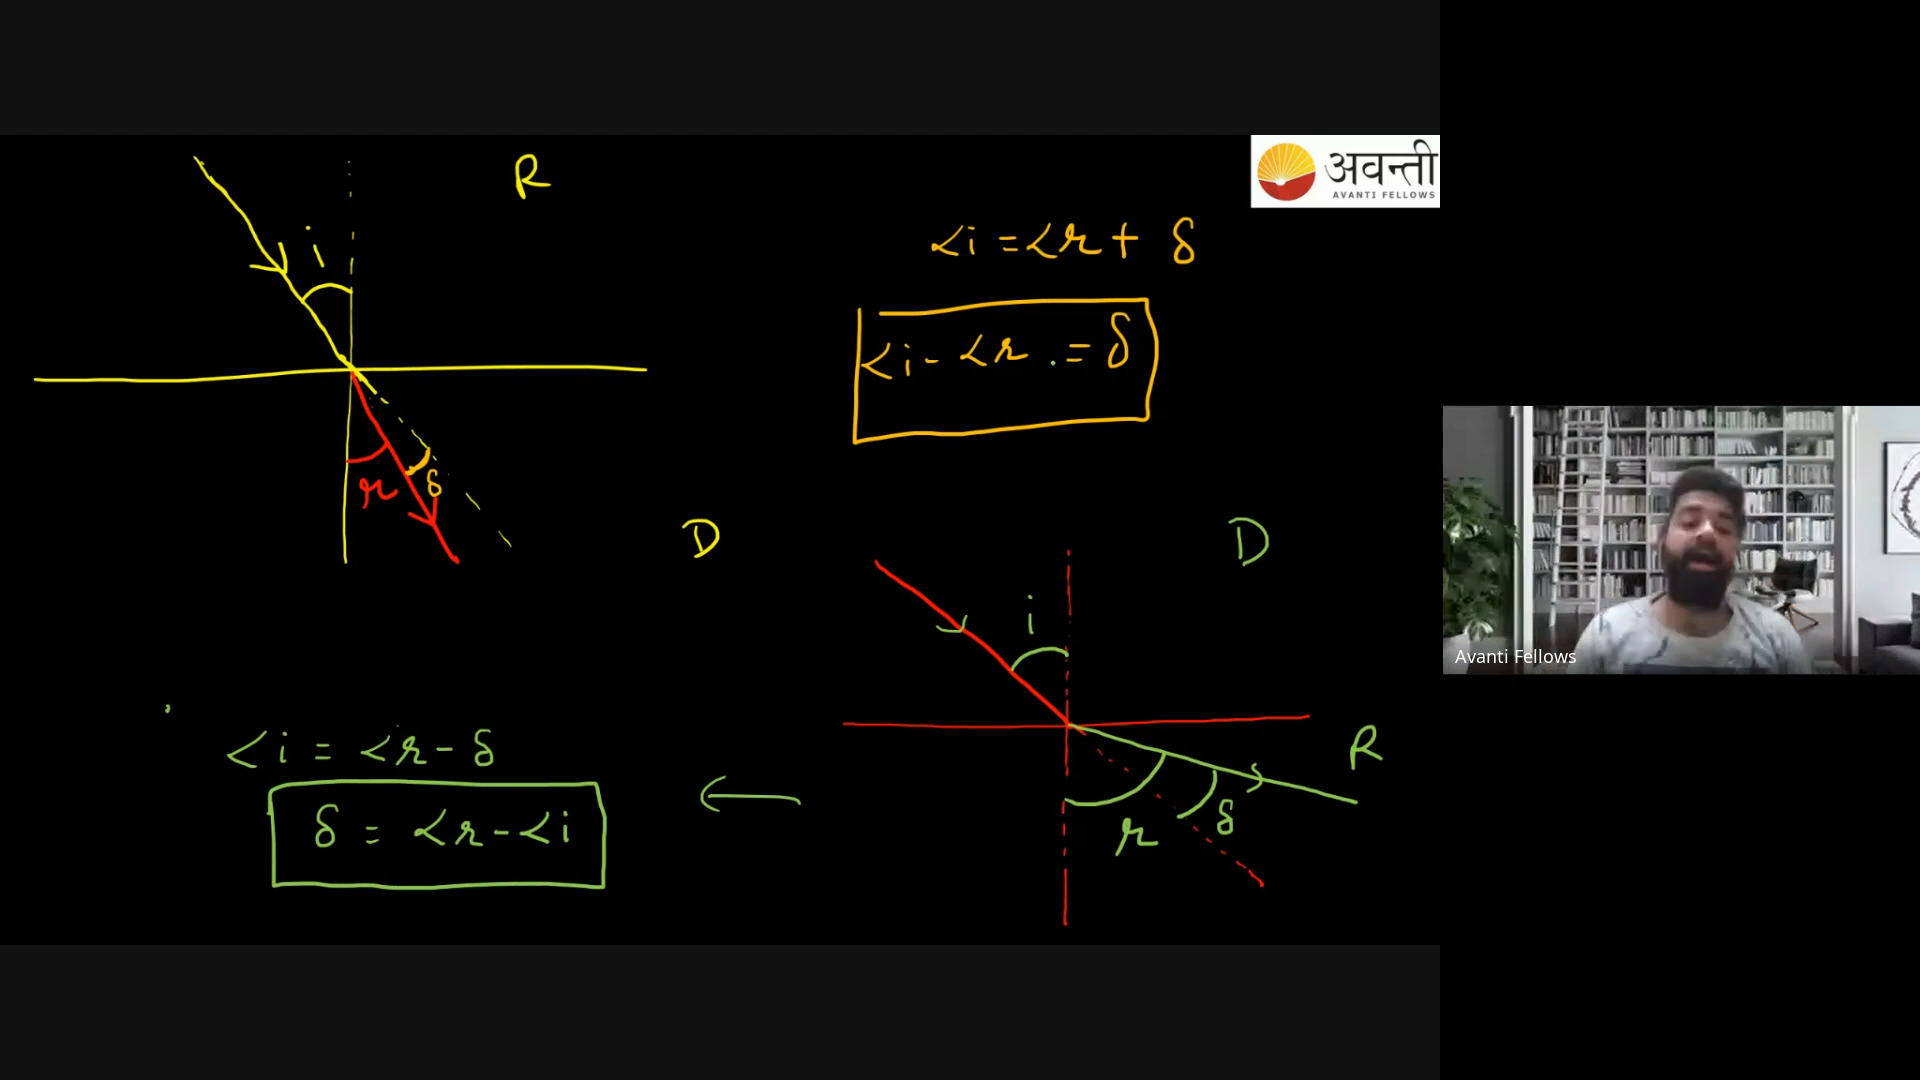 R
i
r
δ
D
∠i = ∠r + δ
∠i - ∠r = δ
अवन्ती
AVANTI FELLOWS
D
i
R
r
δ
∠i = ∠r - δ
δ = ∠r - ∠i
Avanti Fellows